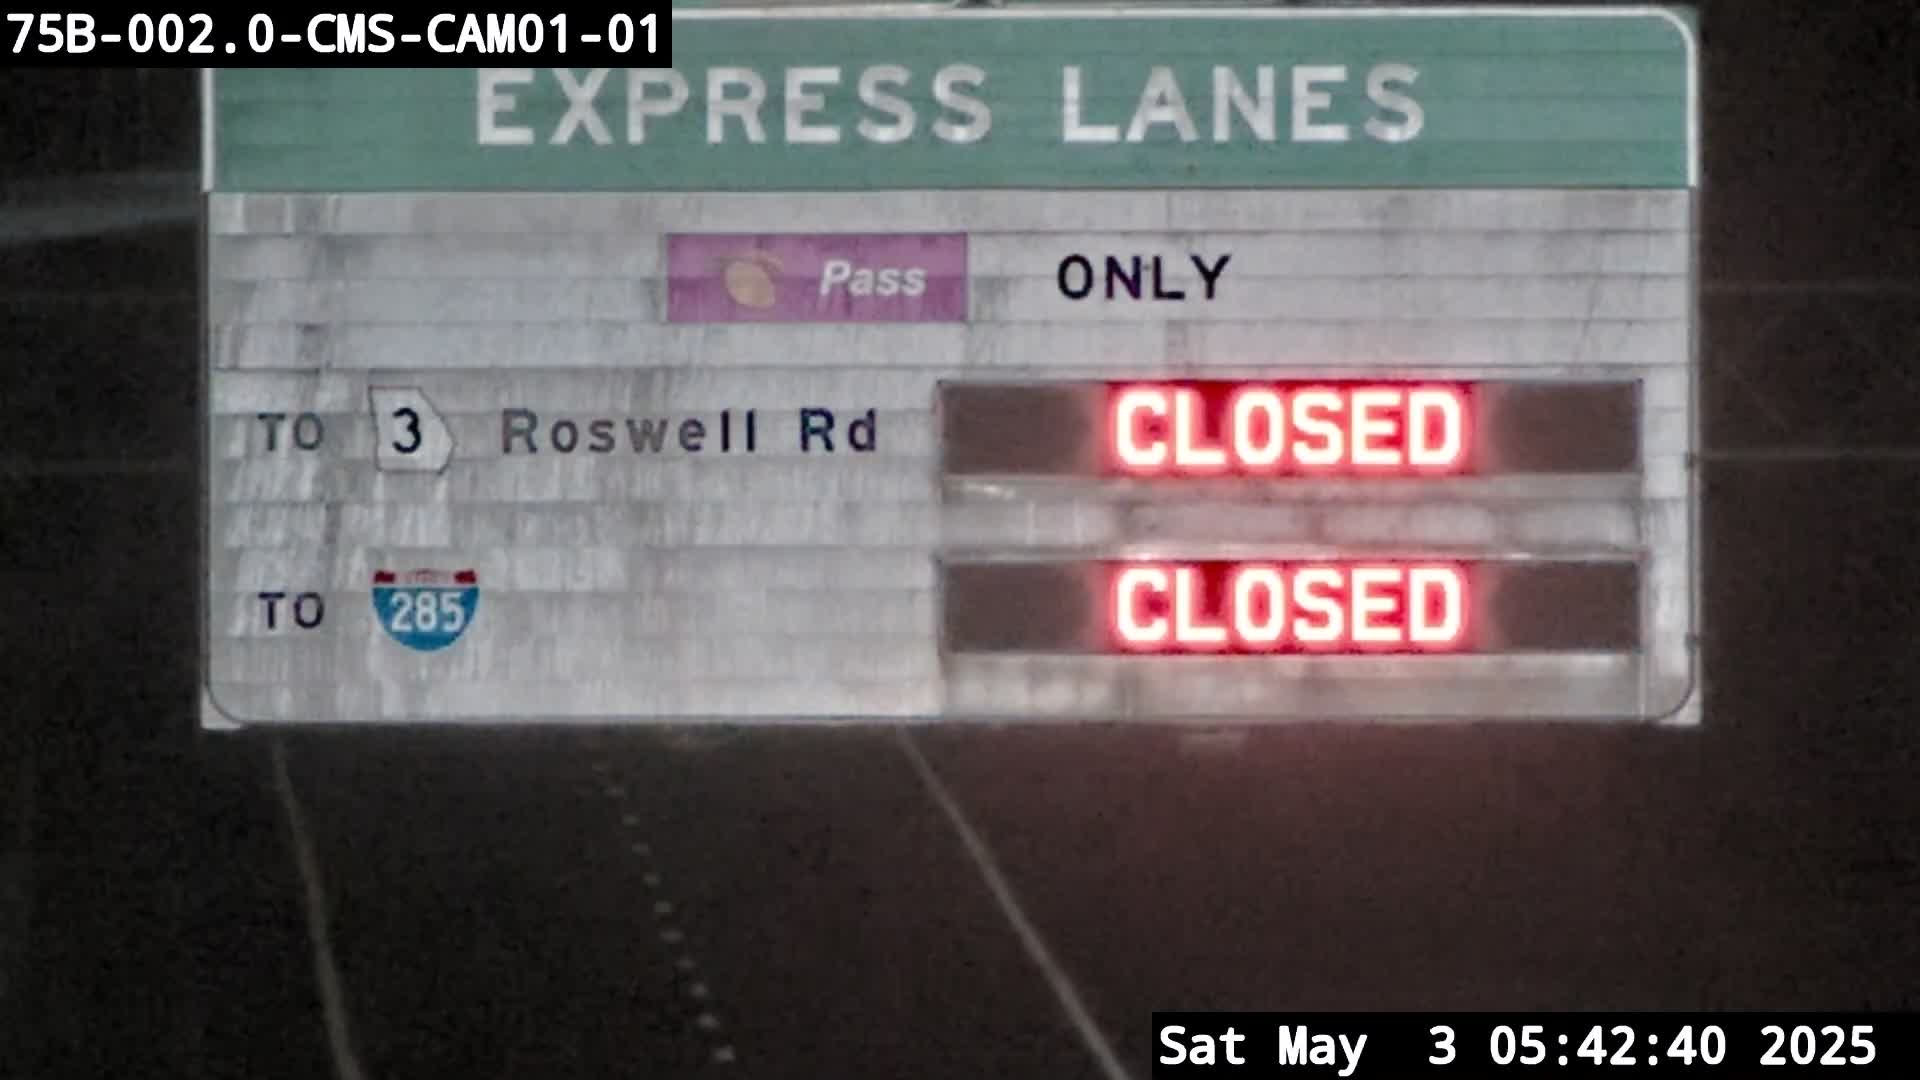 75B-002.0-CMS-CAM01-01
EXPRESS LANES
Pass ONLY
TO 3 Roswell Rd CLOSED
TO 285 CLOSED
Sat May 3 05:42:40 2025